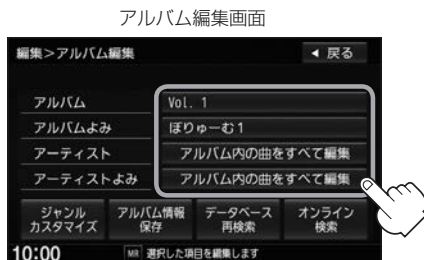 アルバム編集画面
編集>アルバム編集 ◀ 戻る
アルバム Vol. 1
アルバムよみ ぼりゅーむ1
アーティスト アルバム内の曲をすべて編集
アーティストよみ アルバム内の曲をすべて編集
ジャンル アルバム情報 データベース オンライン
カスタマイズ 保存 再検索 検索
10:00 MR 選択した項目を編集します